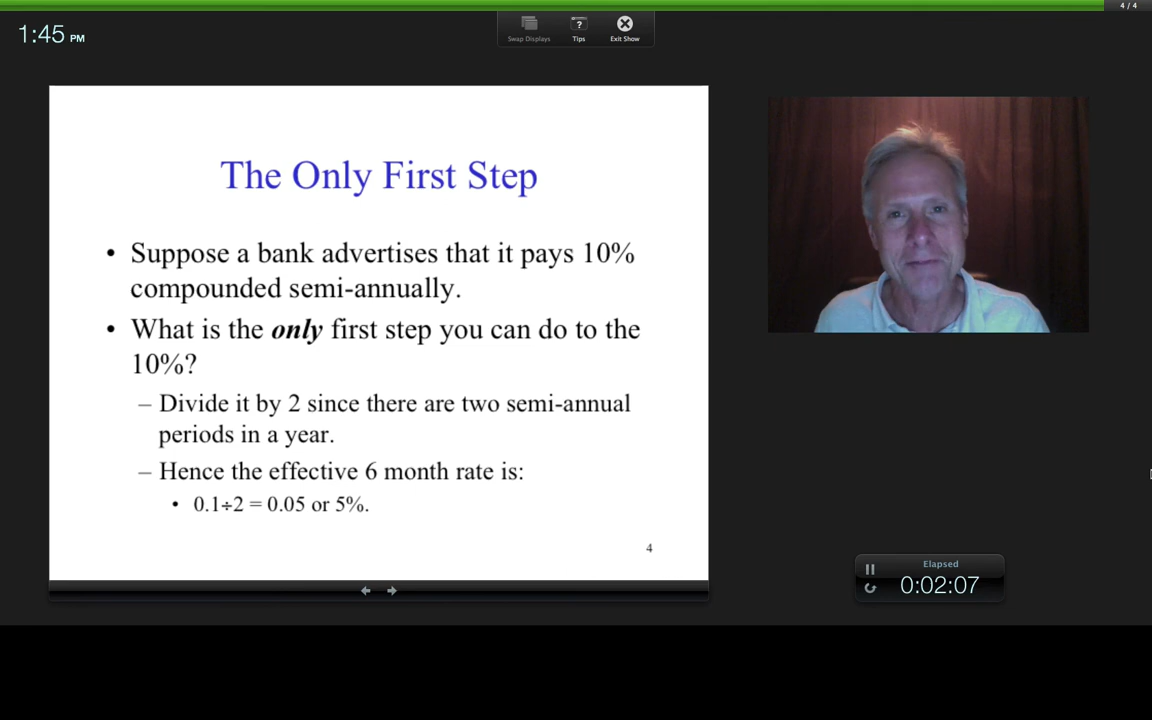 4 / 4
1:45 PM
Swap Displays
Tips
Exit Show
The Only First Step
• Suppose a bank advertises that it pays 10%
compounded semi-annually.
• What is the only first step you can do to the
10%?
– Divide it by 2 since there are two semi-annual
periods in a year.
– Hence the effective 6 month rate is:
• 0.1÷2 = 0.05 or 5%.
4
Elapsed
0:02:07